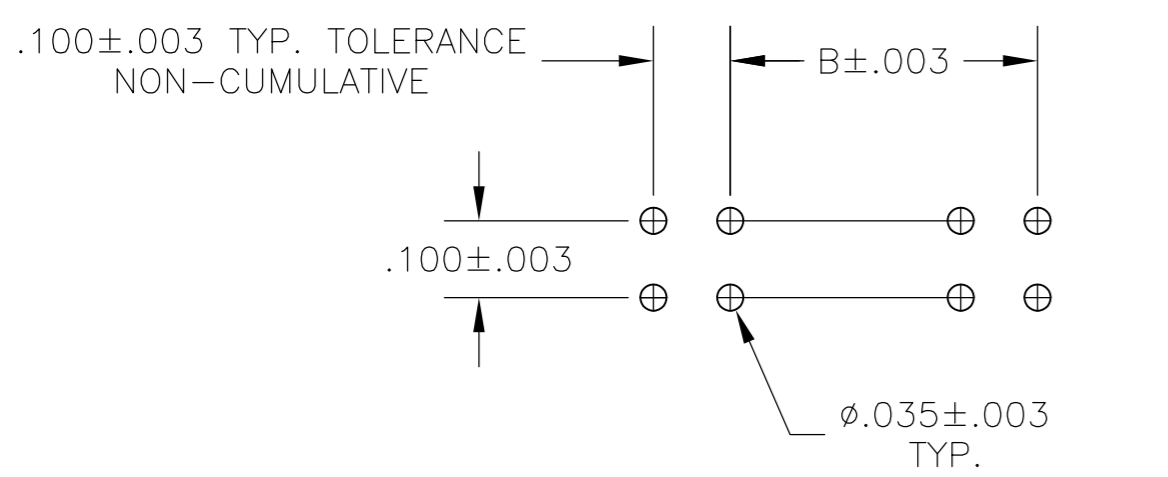 .100±.003 TYP. TOLERANCE
NON−CUMULATIVE
B±.003
.100±.003
ø.035±.003
TYP.